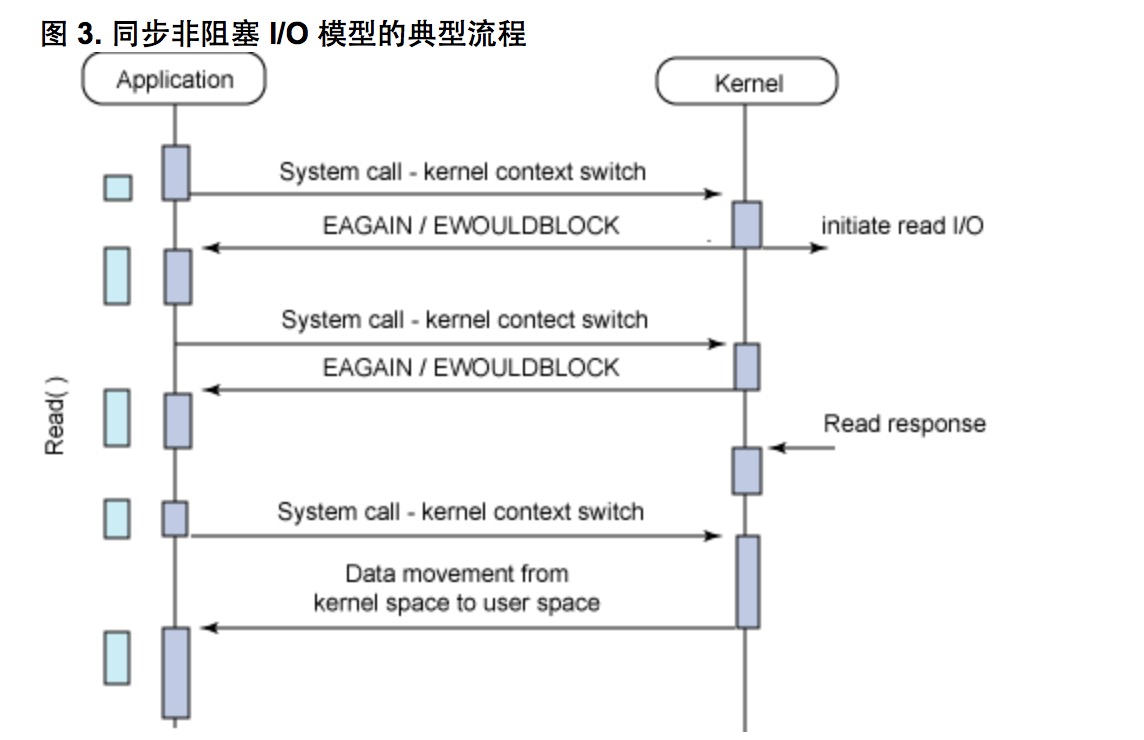 图 3. 同步非阻塞 I/O 模型的典型流程
Application
Kernel
System call - kernel context switch
EAGAIN / EWOULDBLOCK
initiate read I/O
System call - kernel contect switch
EAGAIN / EWOULDBLOCK
Read( )
Read response
System call - kernel context switch
Data movement from
kernel space to user space